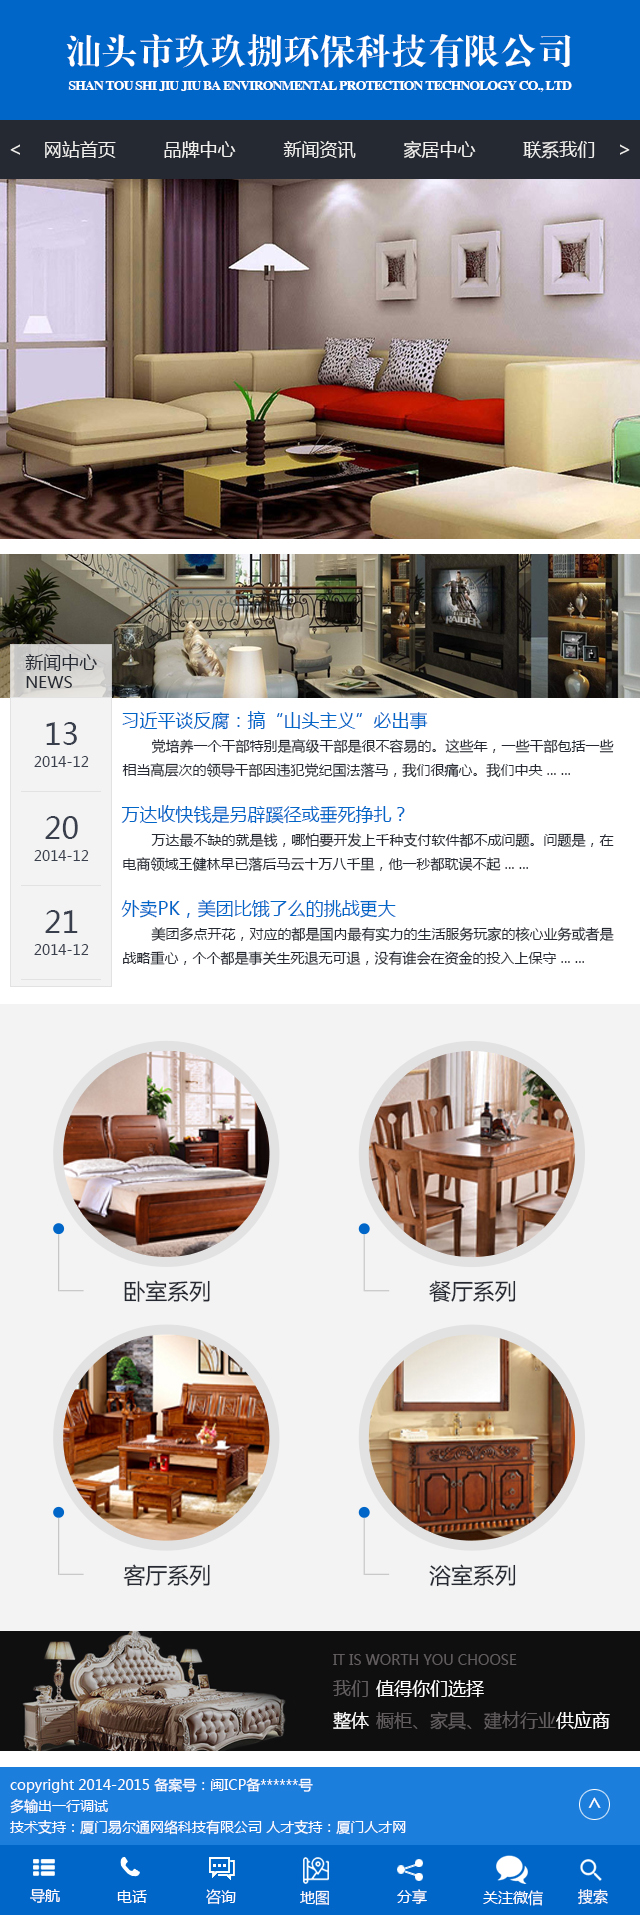 汕头市玖玖捌环保科技有限公司
SHAN TOU SHI JIU JIU BA ENVIRONMENTAL PROTECTION TECHNOLOGY CO., LTD
< 网站首页 品牌中心 新闻资讯 家居中心 联系我们 >
RAIDER
新闻中心
NEWS
13
2014-12
习近平谈反腐：搞“山头主义”必出事
党培养一个干部特别是高级干部是很不容易的。这些年，一些干部包括一些
相当高层次的领导干部因违犯党纪国法落马，我们很痛心。我们中央 ... ...
20
2014-12
万达收快钱是另辟蹊径或垂死挣扎？
万达最不缺的就是钱，哪怕要开发上千种支付软件都不成问题。问题是，在
电商领域王健林早已落后马云十万八千里，他一秒都耽误不起 ... ...
21
2014-12
外卖PK，美团比饿了么的挑战更大
美团多点开花，对应的都是国内最有实力的生活服务玩家的核心业务或者是
战略重心，个个都是事关生死退无可退，没有谁会在资金的投入上保守 ... ...
卧室系列
餐厅系列
客厅系列
浴室系列
IT IS WORTH YOU CHOOSE
我们 值得你们选择
整体 橱柜、家具、建材行业供应商
copyright 2014-2015 备案号：闽ICP备******号
多输出一行调试
技术支持：厦门易尔通网络科技有限公司 人才支持：厦门人才网
导航 电话 咨询 地图 分享 关注微信 搜索